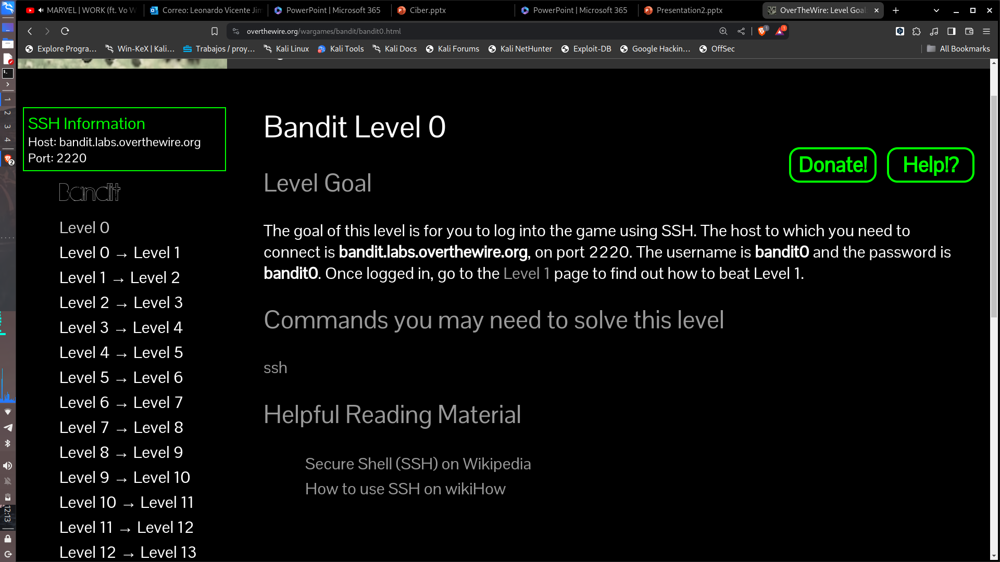 MARVEL | WORK (ft. Vo W
Correo: Leonardo Vicente Jim
PowerPoint | Microsoft 365
Ciber.pptx
PowerPoint | Microsoft 365
Presentation2.pptx
OverTheWire: Level Goal
overthewire.org/wargames/bandit/bandit0.html
1
1
Explore Progra…
Win-KeX | Kali…
Trabajos / proy…
Kali Linux
Kali Tools
Kali Docs
Kali Forums
Kali NetHunter
Exploit-DB
Google Hackin…
OffSec
All Bookmarks
1
2
3
4
2
12:13
SSH Information
Host: bandit.labs.overthewire.org
Port: 2220
Bandit
Level 0
Level 0 → Level 1
Level 1 → Level 2
Level 2 → Level 3
Level 3 → Level 4
Level 4 → Level 5
Level 5 → Level 6
Level 6 → Level 7
Level 7 → Level 8
Level 8 → Level 9
Level 9 → Level 10
Level 10 → Level 11
Level 11 → Level 12
Level 12 → Level 13
Bandit Level 0
Donate!
Help!?
Level Goal
The goal of this level is for you to log into the game using SSH. The host to which you need to
connect is bandit.labs.overthewire.org, on port 2220. The username is bandit0 and the password is
bandit0. Once logged in, go to the Level 1 page to find out how to beat Level 1.
Commands you may need to solve this level
ssh
Helpful Reading Material
Secure Shell (SSH) on Wikipedia
How to use SSH on wikiHow